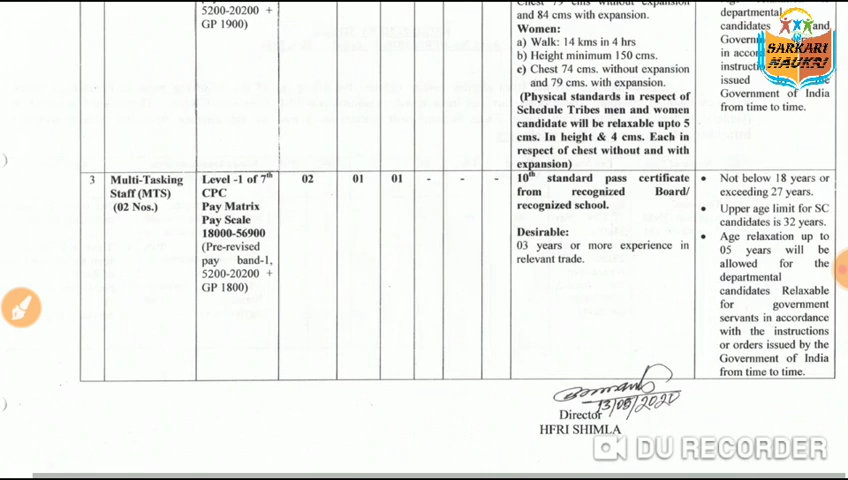 5200-20200 +
GP 1900)
Chest 79 cms without expansion
and 84 cms with expansion.
Women:
a) Walk: 14 kms in 4 hrs
b) Height minimum 150 cms.
c) Chest 74 cms. without expansion
and 79 cms. with expansion.
(Physical standards in respect of
Schedule Tribes men and women
candidate will be relaxable upto 5
cms. In height & 4 cms. Each in
respect of chest without and with
expansion)
departmental
candidates and
Govern
in accor
instructi
issued
Government of India
from time to time.
SARKARI
NAUKRI
3
Multi-Tasking
Staff (MTS)
(02 Nos.)
Level -1 of 7th
CPC
Pay Matrix
Pay Scale
18000-56900
(Pre-revised
pay band-1,
5200-20200 +
GP 1800)
02
01
01
-
-
-
10th standard pass certificate
from recognized Board/
recognized school.
Desirable:
03 years or more experience in
relevant trade.
• Not below 18 years or
exceeding 27 years.
• Upper age limit for SC
candidates is 32 years.
• Age relaxation up to
05 years will be
allowed for the
departmental
candidates Relaxable
for government
servants in accordance
with the instructions
or orders issued by the
Government of India
from time to time.
13/05/2020
Director
HFRI SHIMLA
DU RECORDER